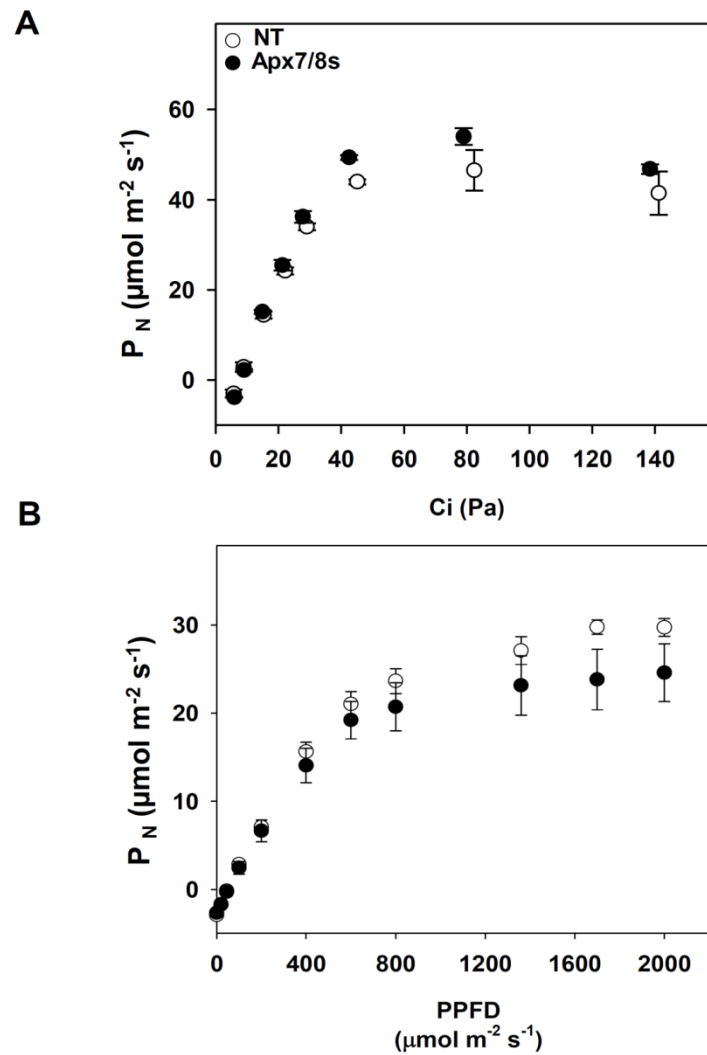 A
NT
Apx7/8s
60
40
20
0
P N (µmol m-2 s-1)
0 20 40 60 80 100 120 140
Ci (Pa)
B
30
20
10
0
P N (µmol m-2 s-1)
0 400 800 1200 1600 2000
PPFD
(µmol m-2 s-1)